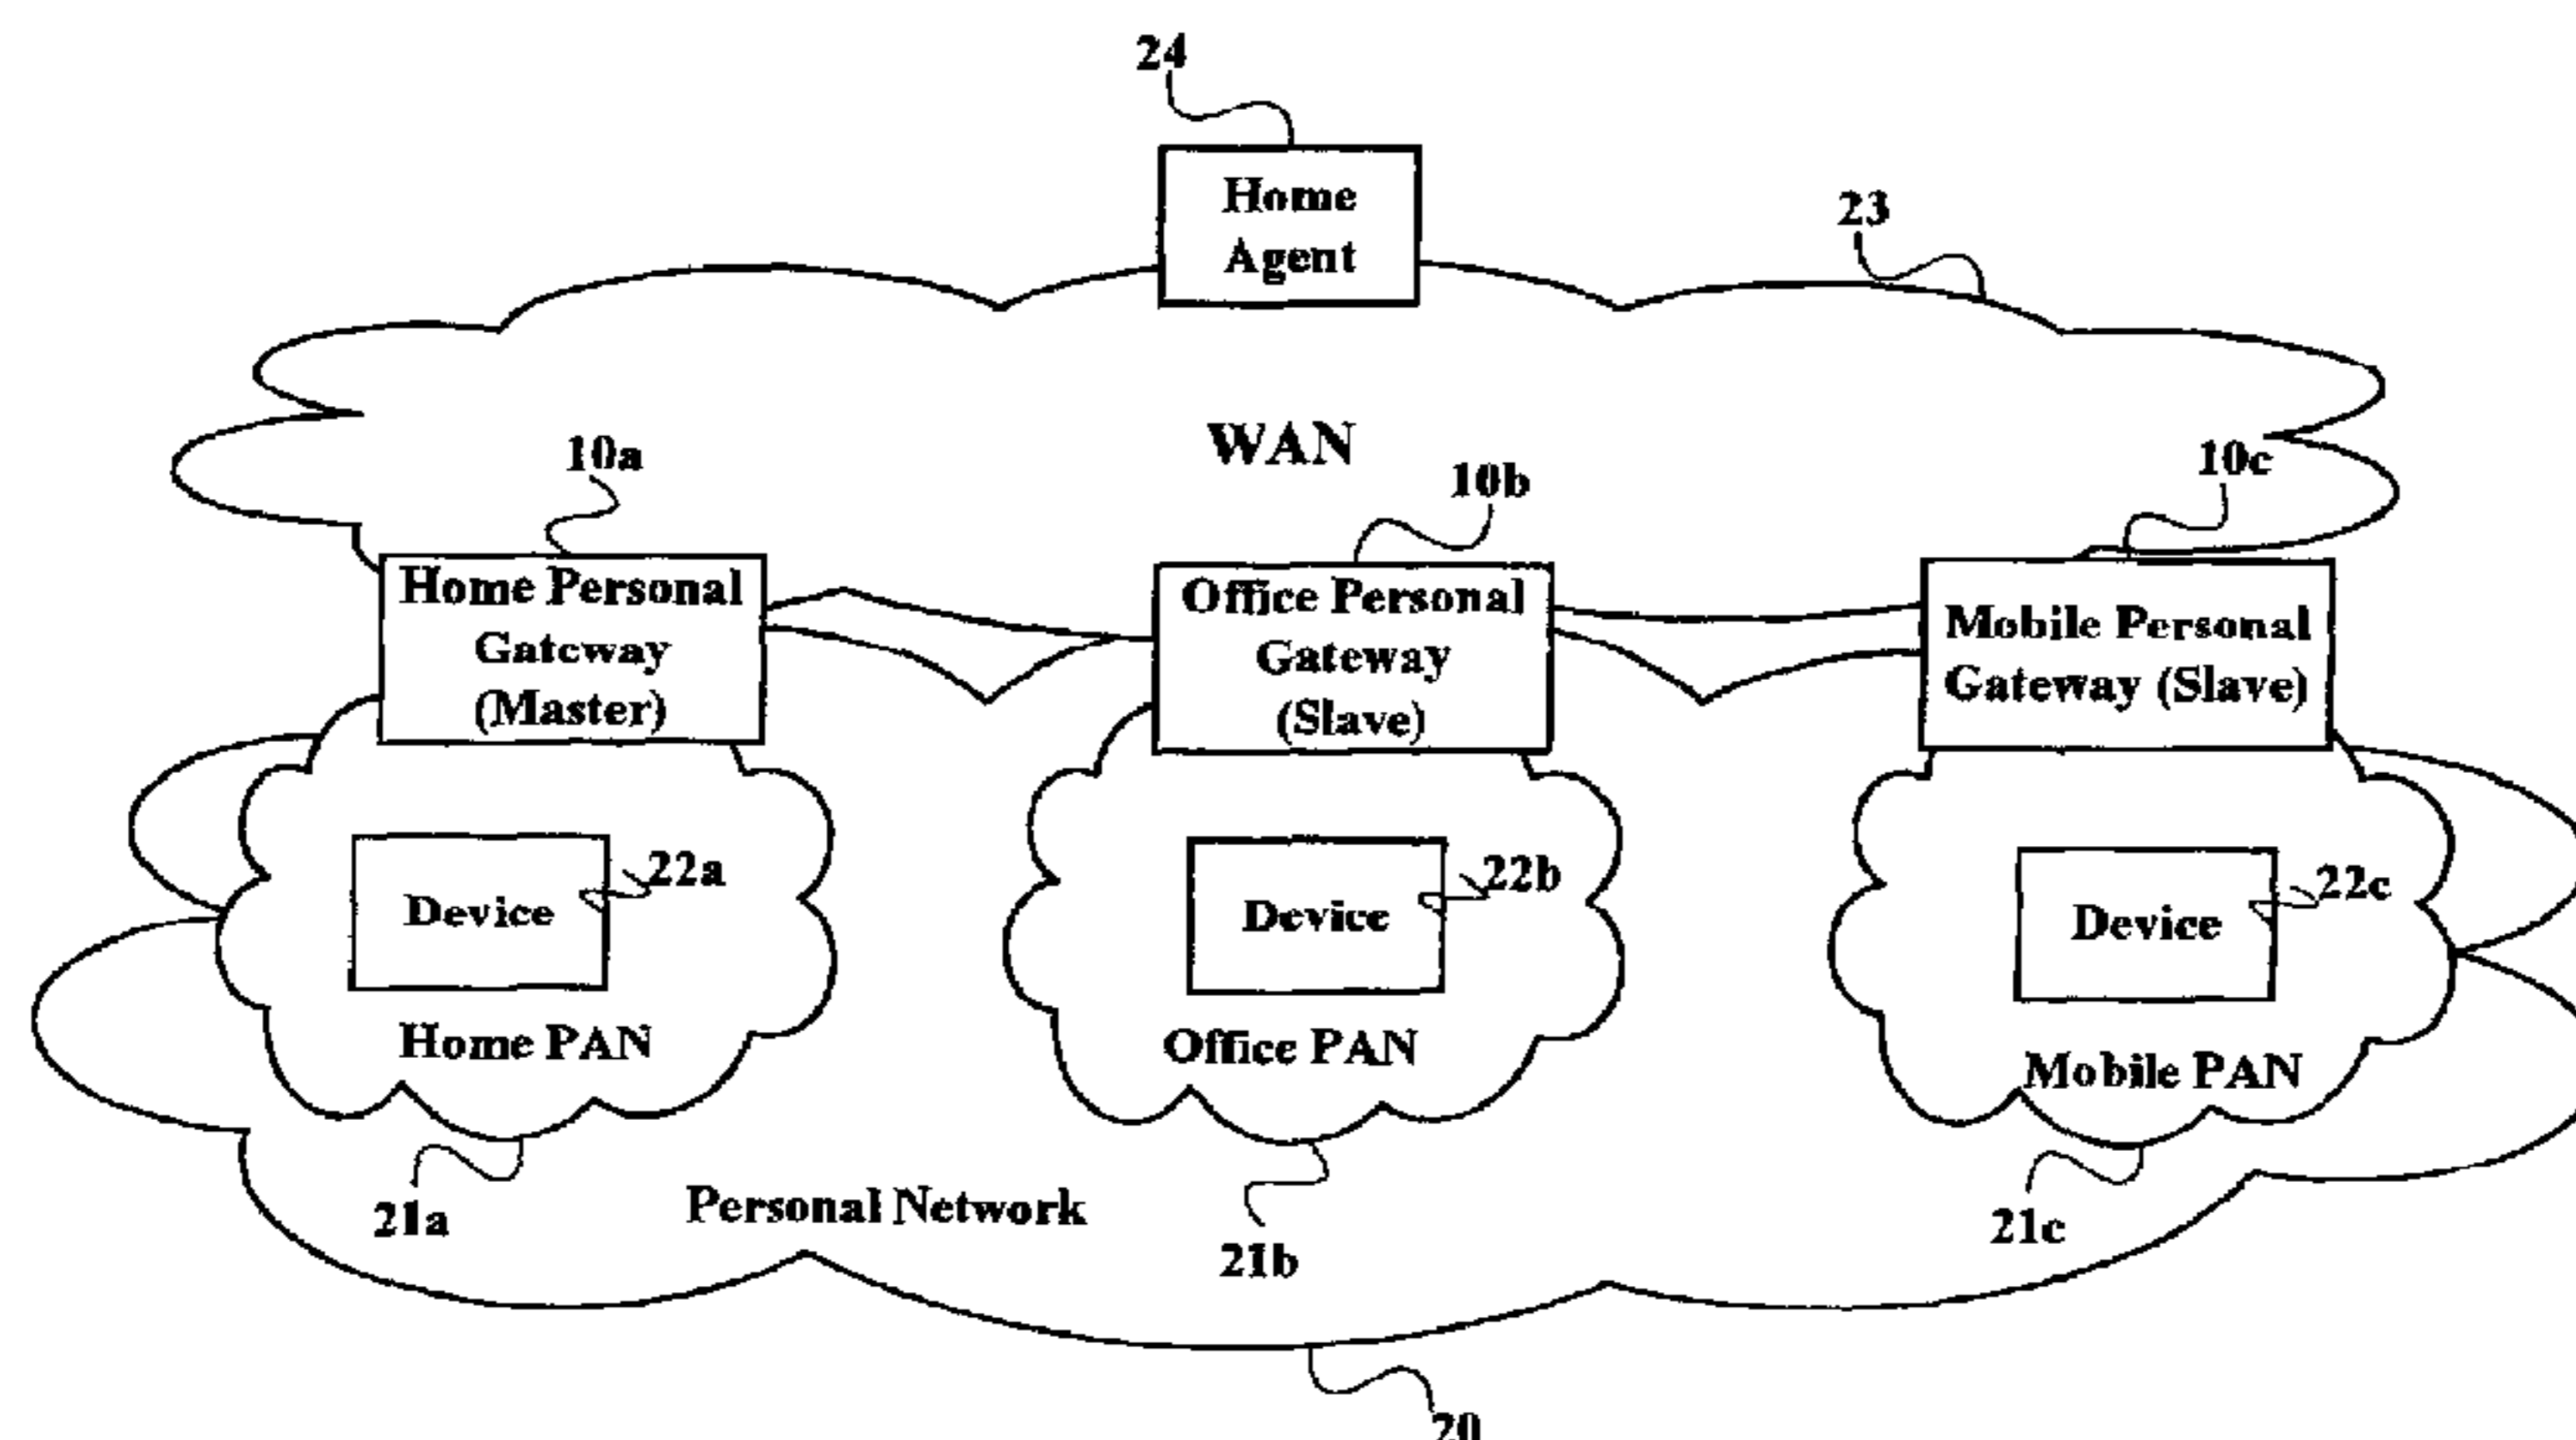 24
Home
Agent
23
WAN
10a
10b
10c
Home Personal
Gateway
(Master)
Office Personal
Gateway
(Slave)
Mobile Personal
Gateway (Slave)
22a
Device
22b
Device
22c
Device
Home PAN
Office PAN
Mobile PAN
21a
Personal Network
21b
21c
20